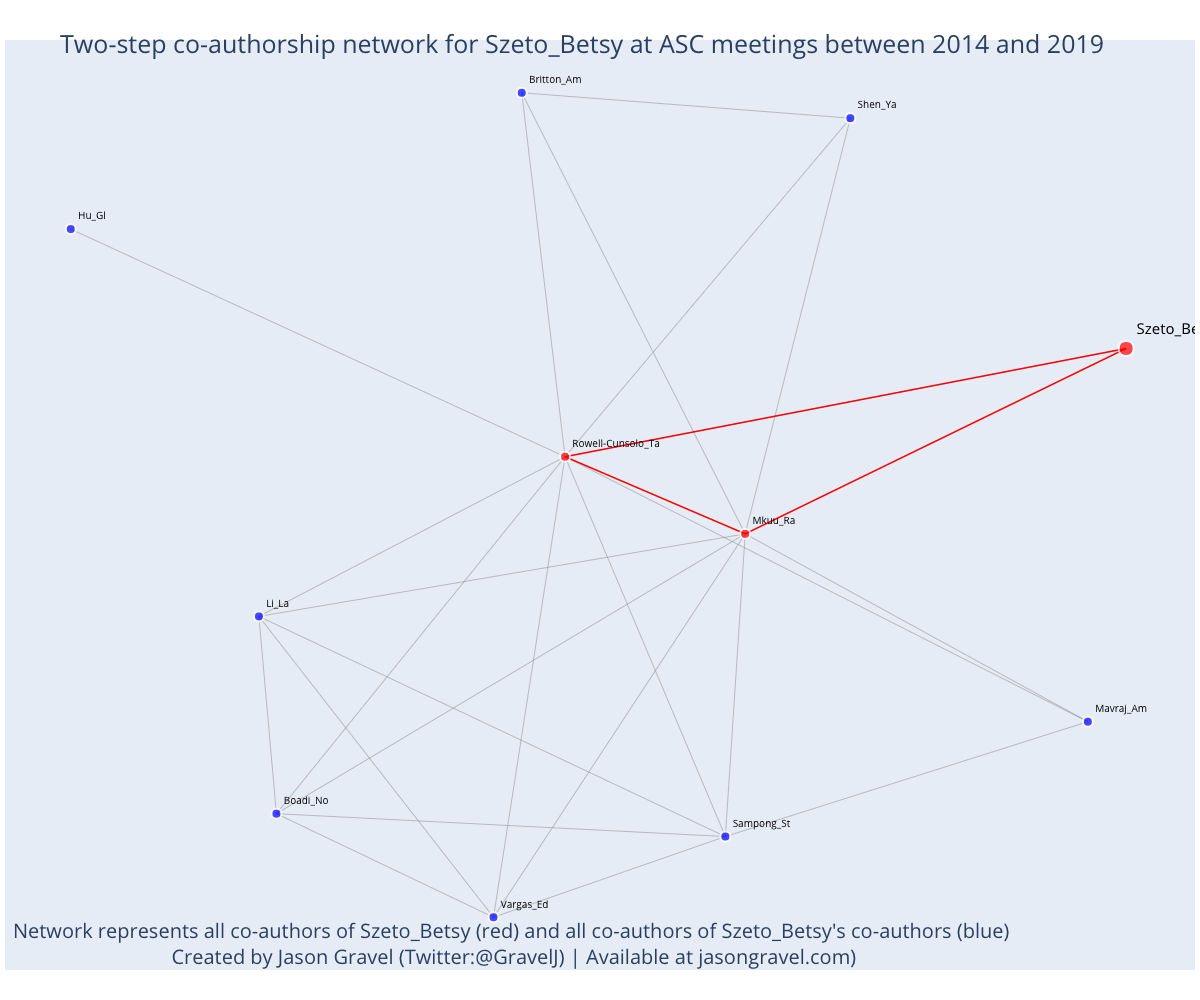 Two-step co-authorship network for Szeto_Betsy at ASC meetings between 2014 and 2019
Britton_Am
Shen_Ya
Hu_Gl
Szeto_Be
Rowell-Cunsolo_Ta
Mkuu_Ra
Li_La
Mavraj_Am
Boadi_No
Sampong_St
Vargas_Ed
Network represents all co-authors of Szeto_Betsy (red) and all co-authors of Szeto_Betsy's co-authors (blue)
Created by Jason Gravel (Twitter:@GravelJ) | Available at jasongravel.com)